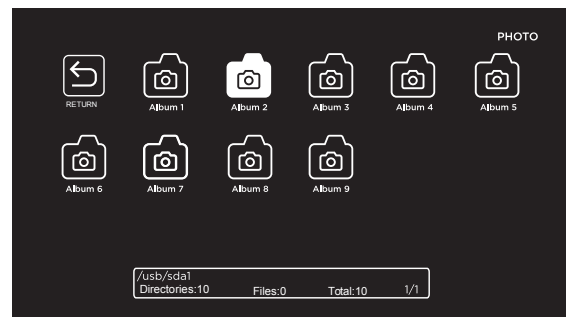 PHOTO
RETURN Album 1 Album 2 Album 3 Album 4 Album 5
Album 6 Album 7 Album 8 Album 9
/usb/sda1
Directories:10 Files:0 Total:10 1/1